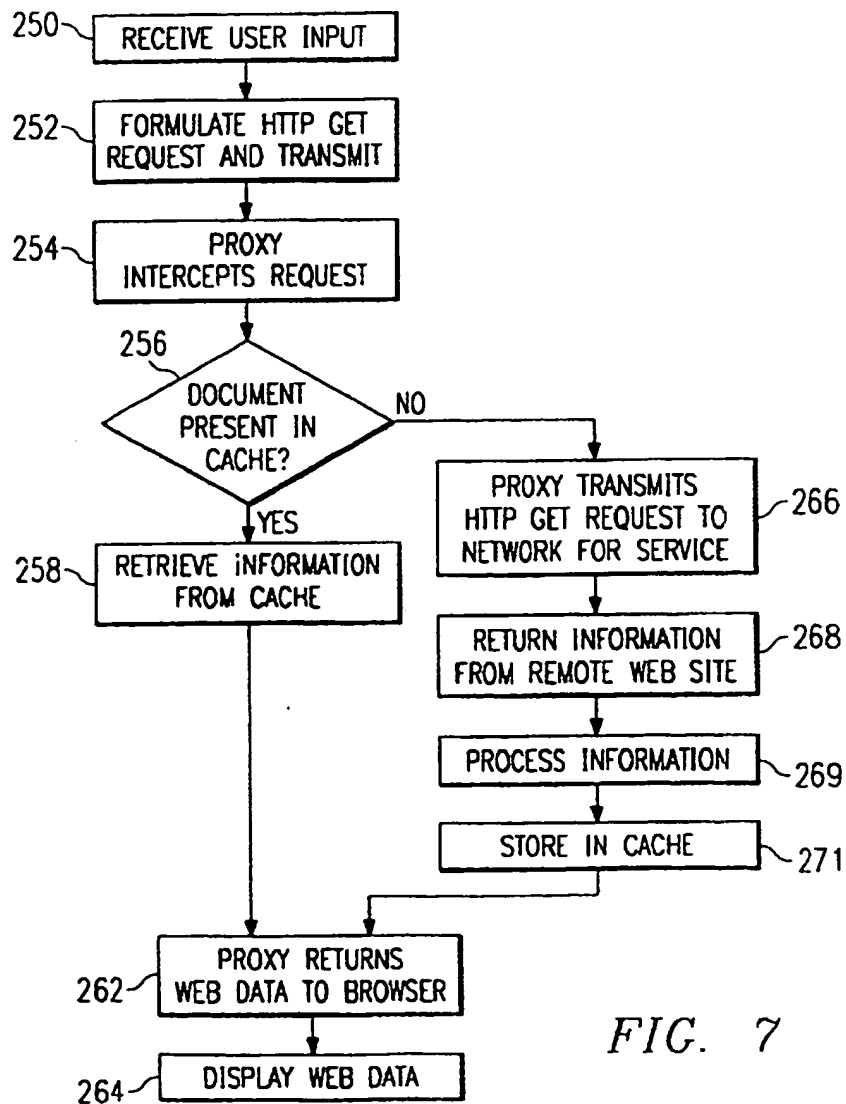 250
RECEIVE USER INPUT
252
FORMULATE HTTP GET
REQUEST AND TRANSMIT
254
PROXY
INTERCEPTS REQUEST
256
DOCUMENT
PRESENT IN
CACHE?
NO
YES
258
RETRIEVE INFORMATION
FROM CACHE
PROXY TRANSMITS
HTTP GET REQUEST TO
NETWORK FOR SERVICE
266
RETURN INFORMATION
FROM REMOTE WEB SITE
268
PROCESS INFORMATION
269
STORE IN CACHE
271
262
PROXY RETURNS
WEB DATA TO BROWSER
264
DISPLAY WEB DATA
FIG. 7